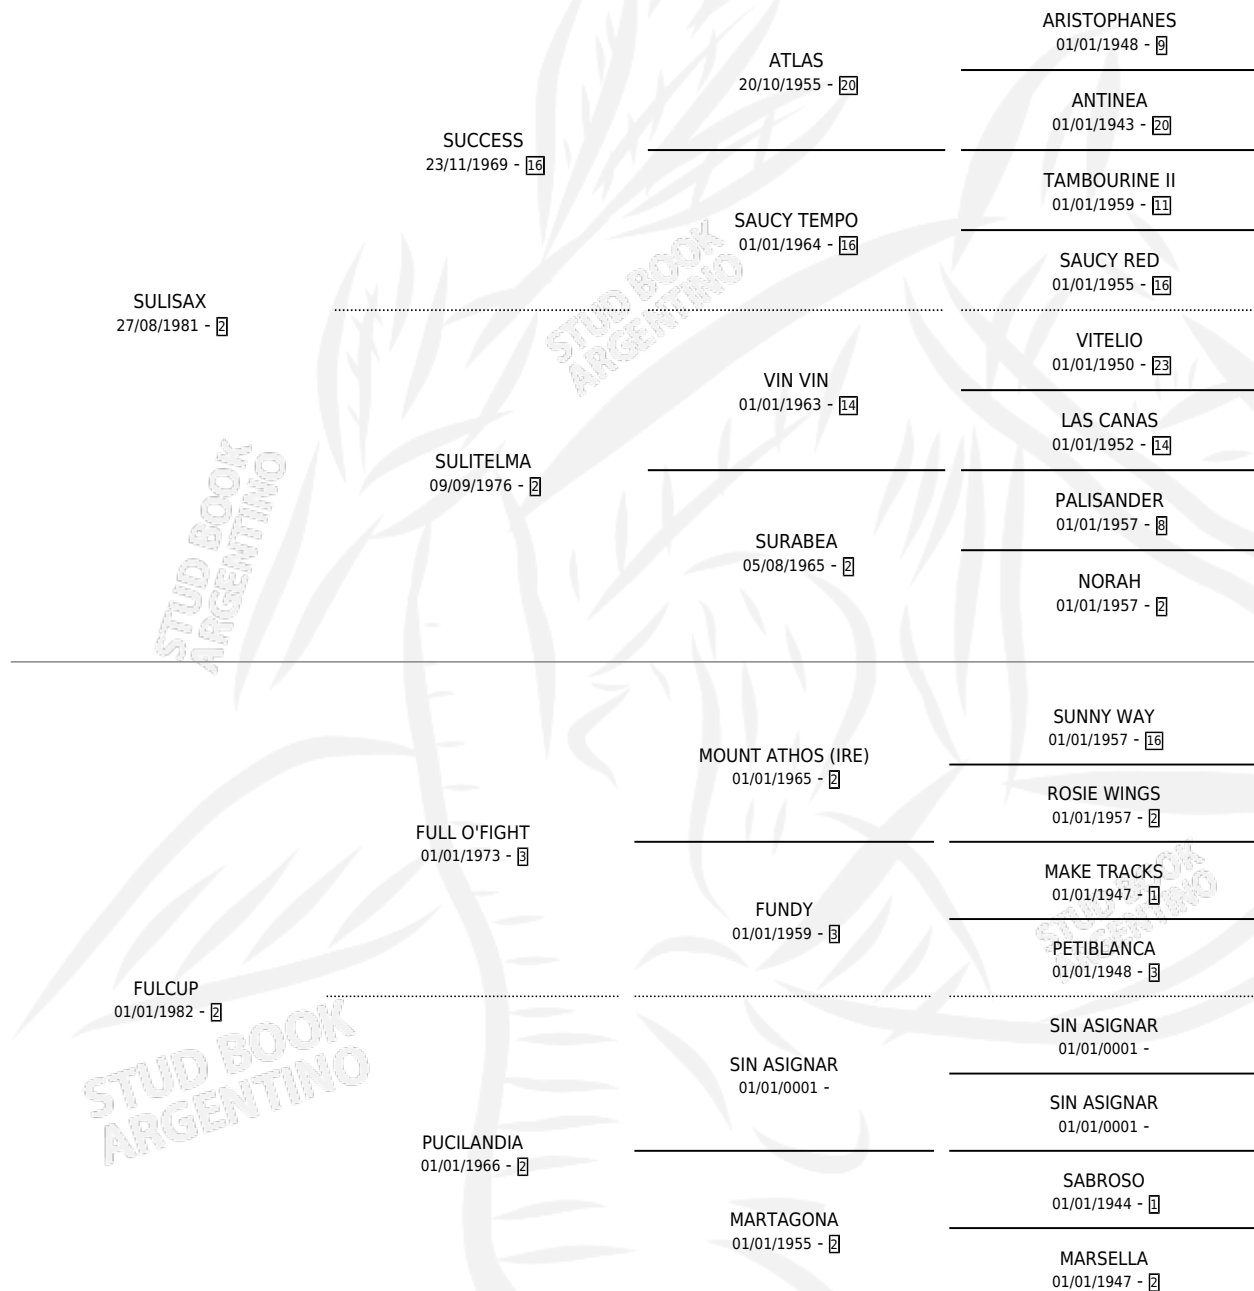 ARISTOPHANES
01/01/1948 - 9
ATLAS
20/10/1955 - 20
ANTINEA
01/01/1943 - 20
SUCCESS
23/11/1969 - 16
TAMBOURINE II
01/01/1959 - 11
SAUCY TEMPO
01/01/1964 - 16
SAUCY RED
01/01/1955 - 16
SULISAX
27/08/1981 - 2
VITELIO
01/01/1950 - 23
VIN VIN
01/01/1963 - 14
LAS CANAS
01/01/1952 - 14
SULITELMA
09/09/1976 - 2
PALISANDER
01/01/1957 - 8
SURABEA
05/08/1965 - 2
NORAH
01/01/1957 - 2
STUD BOOK
ARGENTINO
STUD BOOK
ARGENTINO
SUNNY WAY
01/01/1957 - 16
MOUNT ATHOS (IRE)
01/01/1965 - 2
ROSIE WINGS
01/01/1957 - 2
FULL O'FIGHT
01/01/1973 - 3
MAKE TRACKS
01/01/1947 - 1
FUNDY
01/01/1959 - 3
PETIBLANCA
01/01/1948 - 3
STUD BOOK
ARGENTINO
FULCUP
01/01/1982 - 2
SIN ASIGNAR
01/01/0001 -
SIN ASIGNAR
01/01/0001 -
SIN ASIGNAR
01/01/0001 -
PUCILANDIA
01/01/1966 - 2
SABROSO
01/01/1944 - 1
MARTAGONA
01/01/1955 - 2
MARSELLA
01/01/1947 - 2
STUD BOOK
ARGENTINO